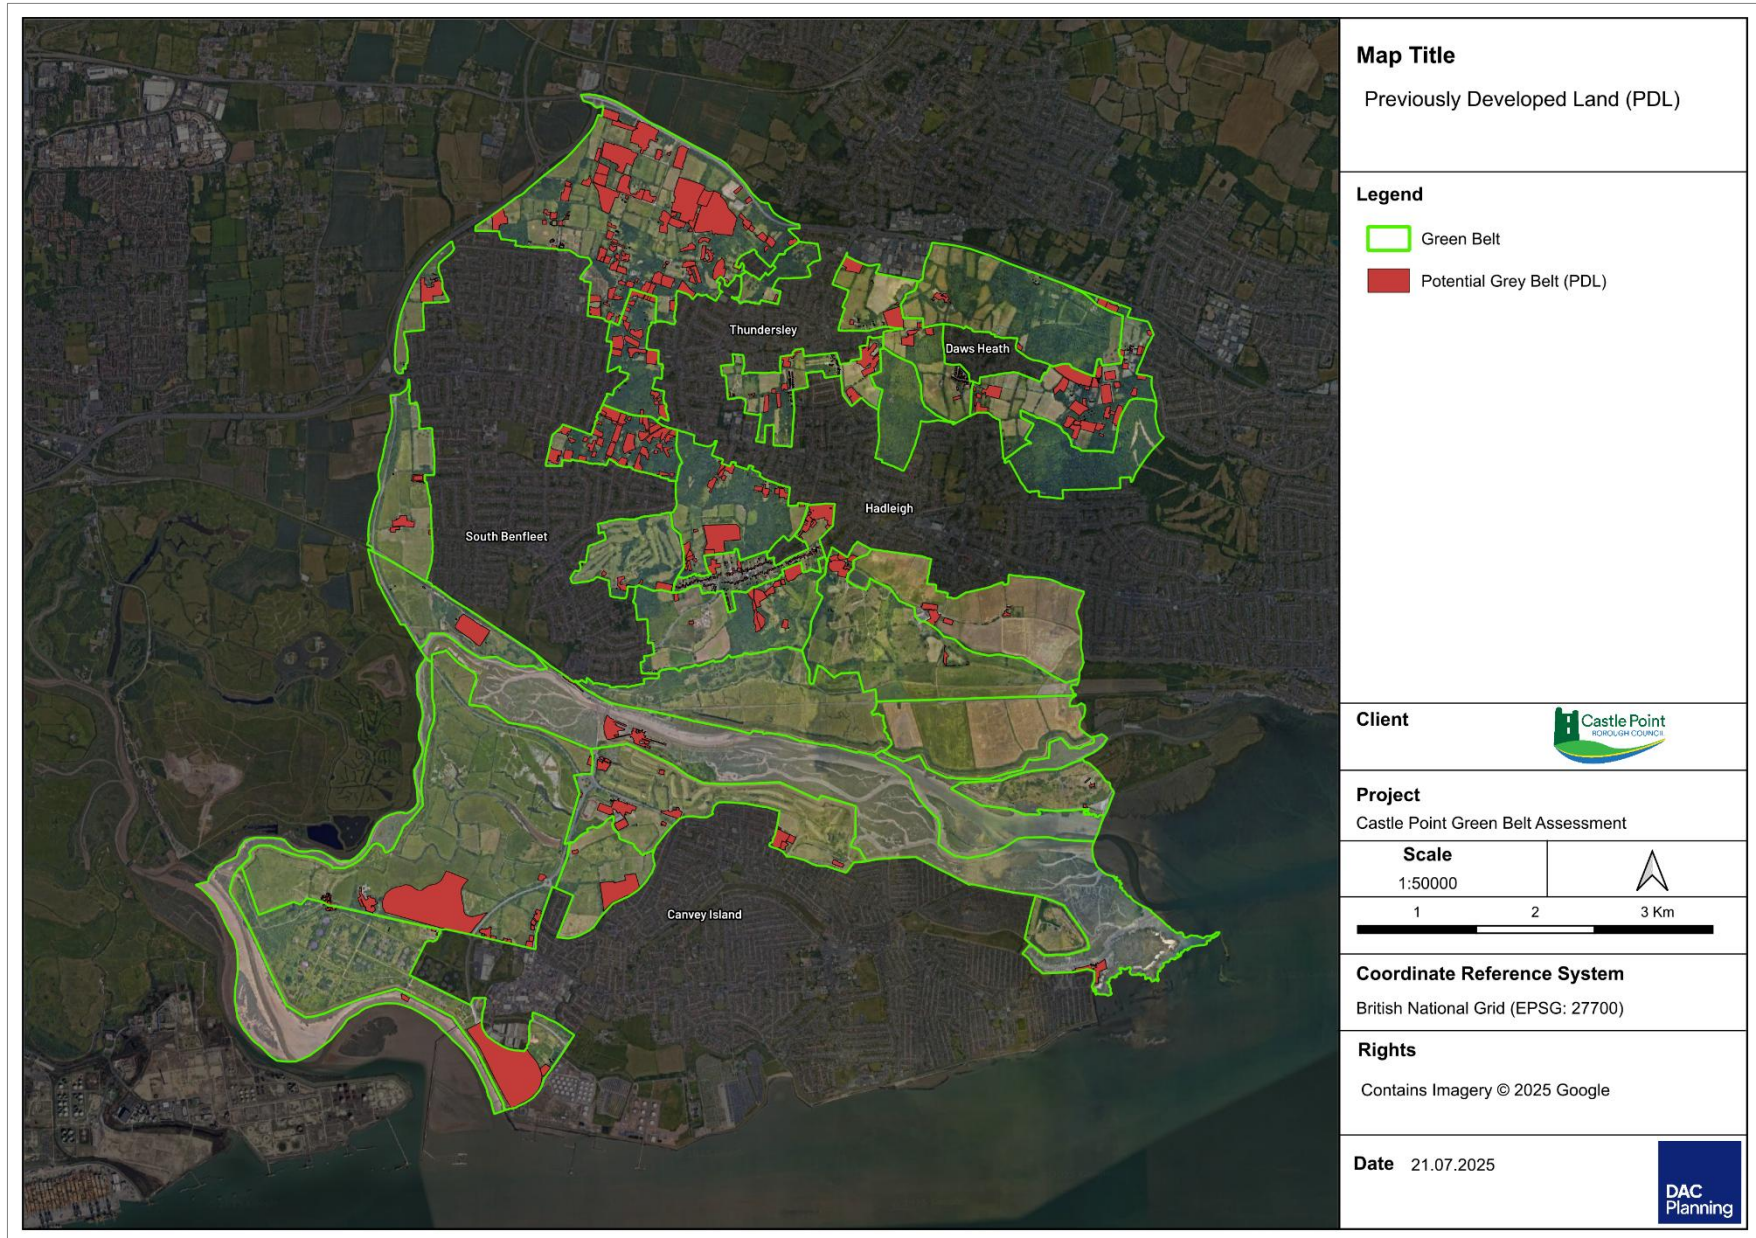 Map Title
Previously Developed Land (PDL)
Legend
Green Belt
Potential Grey Belt (PDL)
Thundersley
Daws Heath
Hadleigh
South Benfleet
Canvey Island
Client
Castle Point
BOROUGH COUNCIL
Project
Castle Point Green Belt Assessment
Scale
1:50000
1 2 3 Km
Coordinate Reference System
British National Grid (EPSG: 27700)
Rights
Contains Imagery © 2025 Google
Date 21.07.2025
DAC
Planning